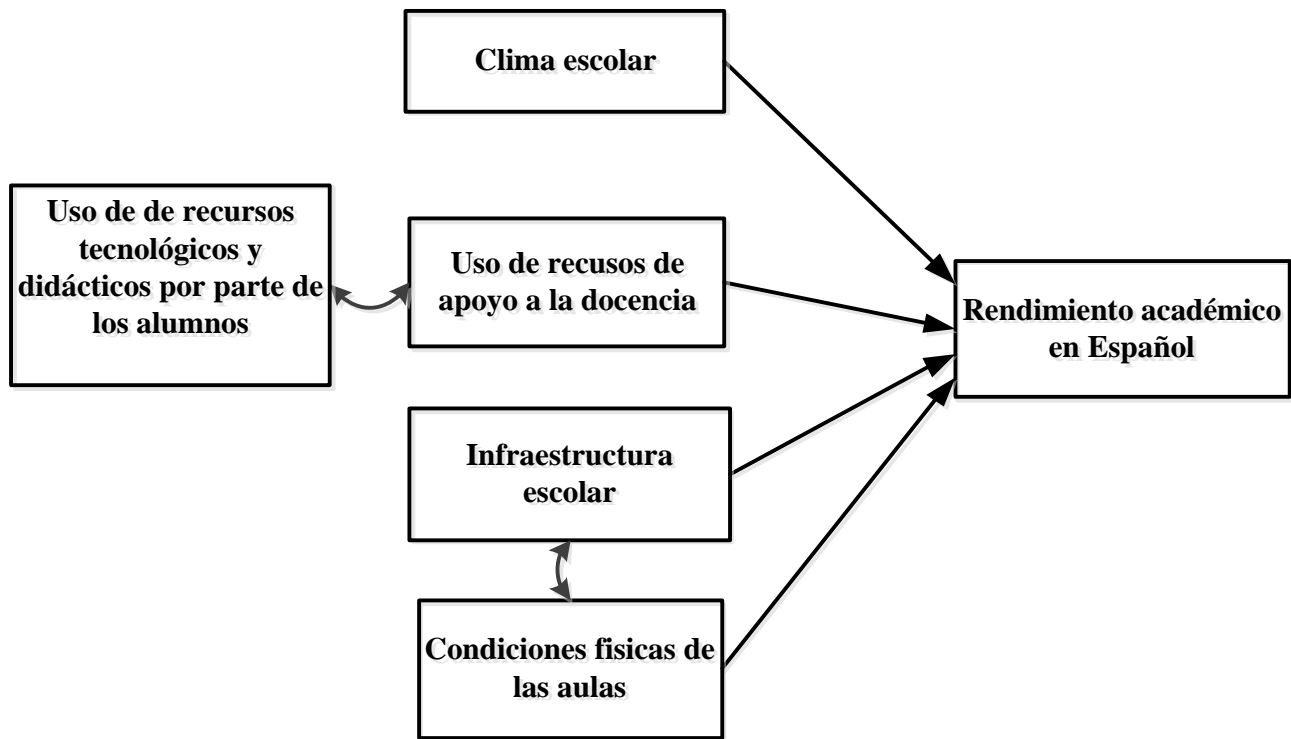 Clima escolar
Uso de de recursos
tecnológicos y
didácticos por parte de
los alumnos
Uso de recusos de
apoyo a la docencia
Rendimiento académico
en Español
Infraestructura
escolar
Condiciones fisicas de
las aulas